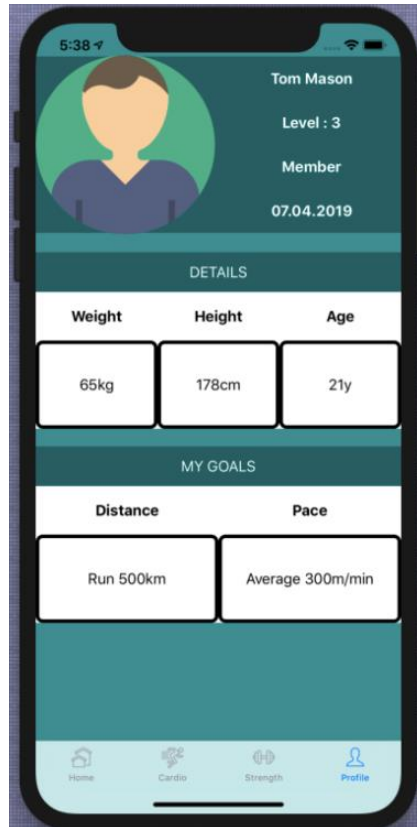 5:38
Tom Mason
Level : 3
Member
07.04.2019
DETAILS
Weight Height Age
65kg 178cm 21y
MY GOALS
Distance Pace
Run 500km Average 300m/min
Home Cardio Strength Profile